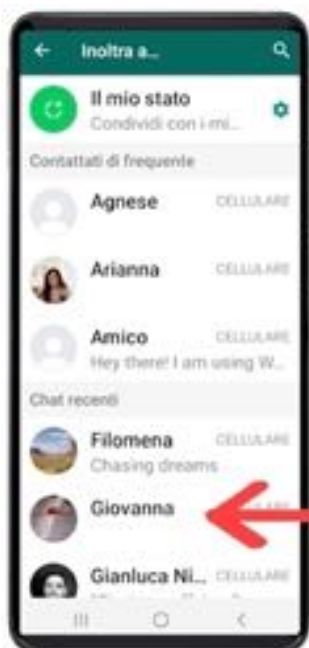 Inoltra a...
Il mio stato
Condividi con i mi...
Contattati di frequente
Agnese CELLULARE
Arianna CELLULARE
Amico CELLULARE
Hey there! I am using W...
Chat recenti
Filomena CELLULARE
Chasing dreams
Giovanna
Gianluca Ni... CELLULARE